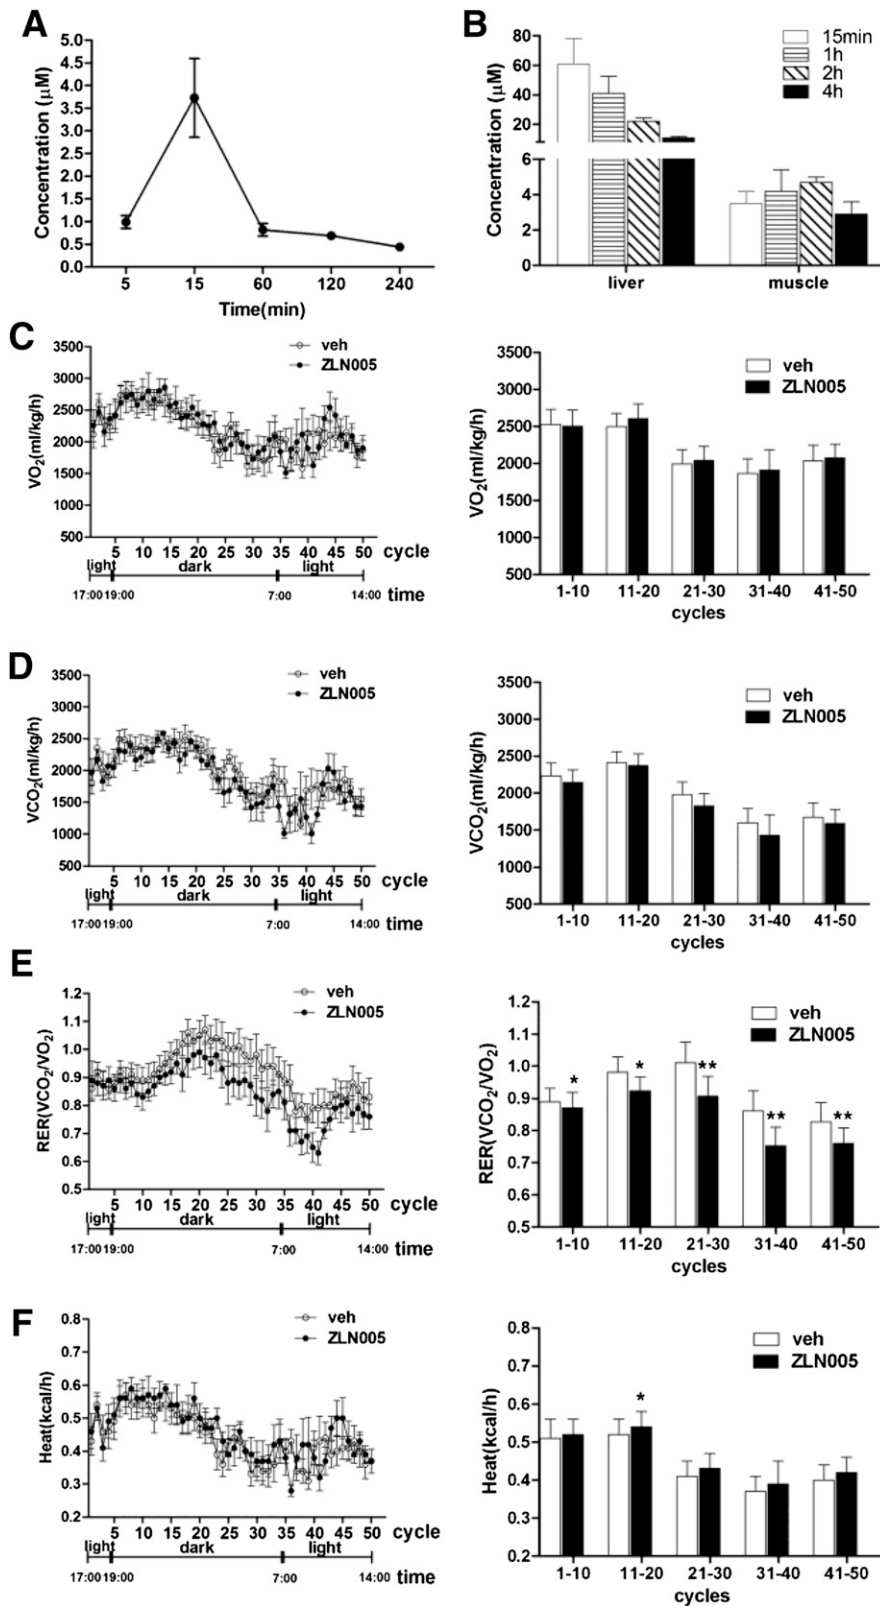 A
Concentration (μM)
5.0
4.5
4.0
3.5
3.0
2.5
2.0
1.5
1.0
0.5
0.0
5 15 60 120 240
Time(min)
B
Concentration (μM)
80
60
40
20
6
4
2
0
liver muscle
15min
1h
2h
4h
C
VO2(ml/kg/h)
3500
3000
2500
2000
1500
1000
500
veh
ZLN005
5 10 15 20 25 30 35 40 45 50 cycle
light dark light
17:00 19:00 7:00 14:00 time
VO2(ml/kg/h)
3500
3000
2500
2000
1500
1000
500
veh
ZLN005
1-10 11-20 21-30 31-40 41-50
cycles
D
VCO2(ml/kg/h)
3500
3000
2500
2000
1500
1000
500
veh
ZLN005
5 10 15 20 25 30 35 40 45 50 cycle
light dark light
17:00 19:00 7:00 14:00 time
VCO2(ml/kg/h)
3500
3000
2500
2000
1500
1000
500
veh
ZLN005
1-10 11-20 21-30 31-40 41-50
cycles
E
RER(VCO2/VO2)
1.2
1.1
1.0
0.9
0.8
0.7
0.6
0.5
veh
ZLN005
5 10 15 20 25 30 35 40 45 50 cycle
light dark light
17:00 19:00 7:00 14:00 time
RER(VCO2/VO2)
1.2
1.1
1.0
0.9
0.8
0.7
0.6
0.5
veh
ZLN005
* * ** ** **
1-10 11-20 21-30 31-40 41-50
cycles
F
Heat(kcal/h)
0.8
0.7
0.6
0.5
0.4
0.3
0.2
veh
ZLN005
5 10 15 20 25 30 35 40 45 50 cycle
light dark light
17:00 19:00 7:00 14:00 time
Heat(kcal/h)
0.8
0.7
0.6
0.5
0.4
0.3
0.2
veh
ZLN005
*
1-10 11-20 21-30 31-40 41-50
cycles